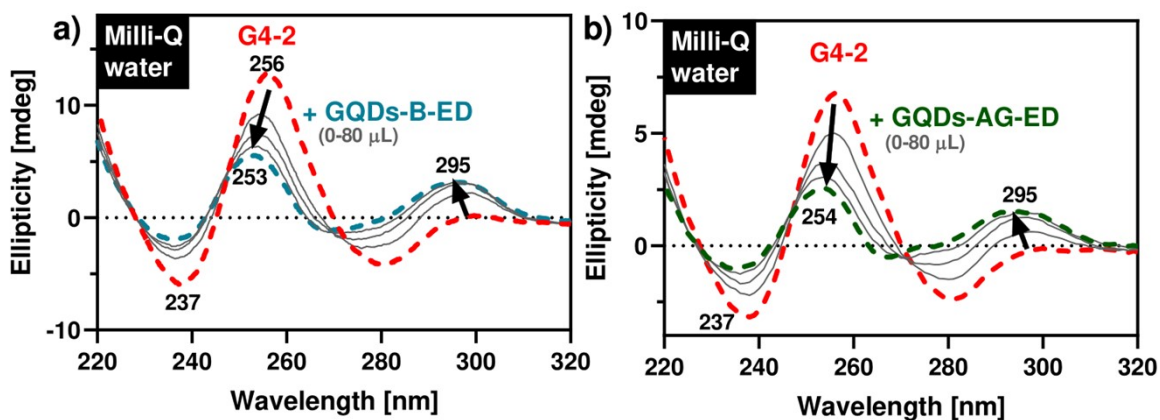 a)
Milli-Q
water
G4-2
256
+ GQDs-B-ED
(0-80 μL)
253
295
237
10
0
-10
220 240 260 280 300 320
Ellipticity [mdeg]
Wavelength [nm]
b)
Milli-Q
water
G4-2
+ GQDs-AG-ED
(0-80 μL)
295
254
237
10
5
0
220 240 260 280 300 320
Ellipticity [mdeg]
Wavelength [nm]